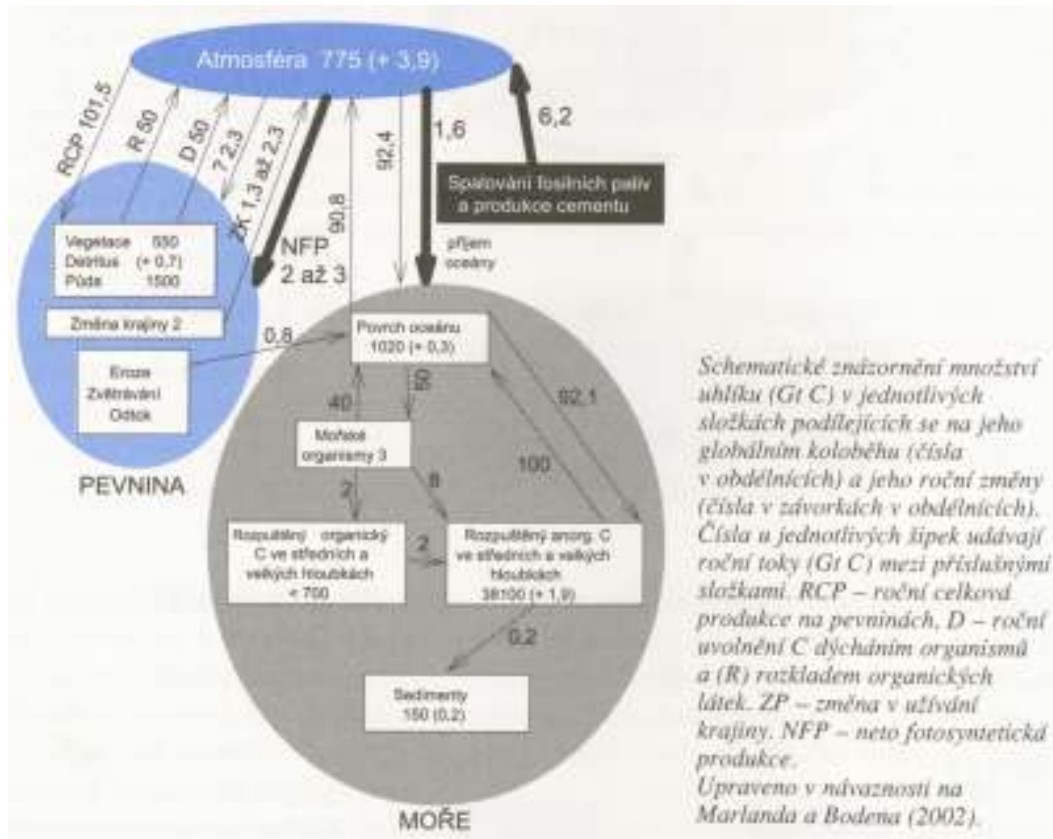 Atmosféra 775 (+ 3,9)
RCP 101,5
R 50
D 50
? 2,3
ZK 1,3 až 2,3
NFP
2 až 3
90,8
92,4
1,6
6,2
Spalování fosilních paliv
a produkce cementu
příjem
oceány
Vegetace 550
Detritus (+ 0,7)
Půda 1500
Změna krajiny 2
Eroze
Zvětrávání
Odtok
PEVNINA
0,8
Povrch oceánu
1020 (+ 0,3)
40
50
92,1
100
Mořské
organismy 3
2
8
Rozpuštěný organický
C ve středních a
velkých hloubkách
< 700
2
Rozpuštěný anorg. C
ve středních a velkých
hloubkách
38100 (+ 1,9)
0,2
Sedimenty
150 (0,2)
MOŘE
Schematické znázornění množství
uhlíku (Gt C) v jednotlivých
složkách podílejících se na jeho
globálním koloběhu (čísla
v obdélnících) a jeho roční změny
(čísla v závorkách v obdélnících).
Čísla u jednotlivých šipek udávají
roční toky (Gt C) mezi příslušnými
složkami. RCP – roční celková
produkce na pevninách, D – roční
uvolnění C dýcháním organismů
a (R) rozkladem organických
látek. ZP – změna v užívání
krajiny. NFP – neto fotosyntetická
produkce.
Upraveno v návaznosti na
Marlanda a Bodena (2002).